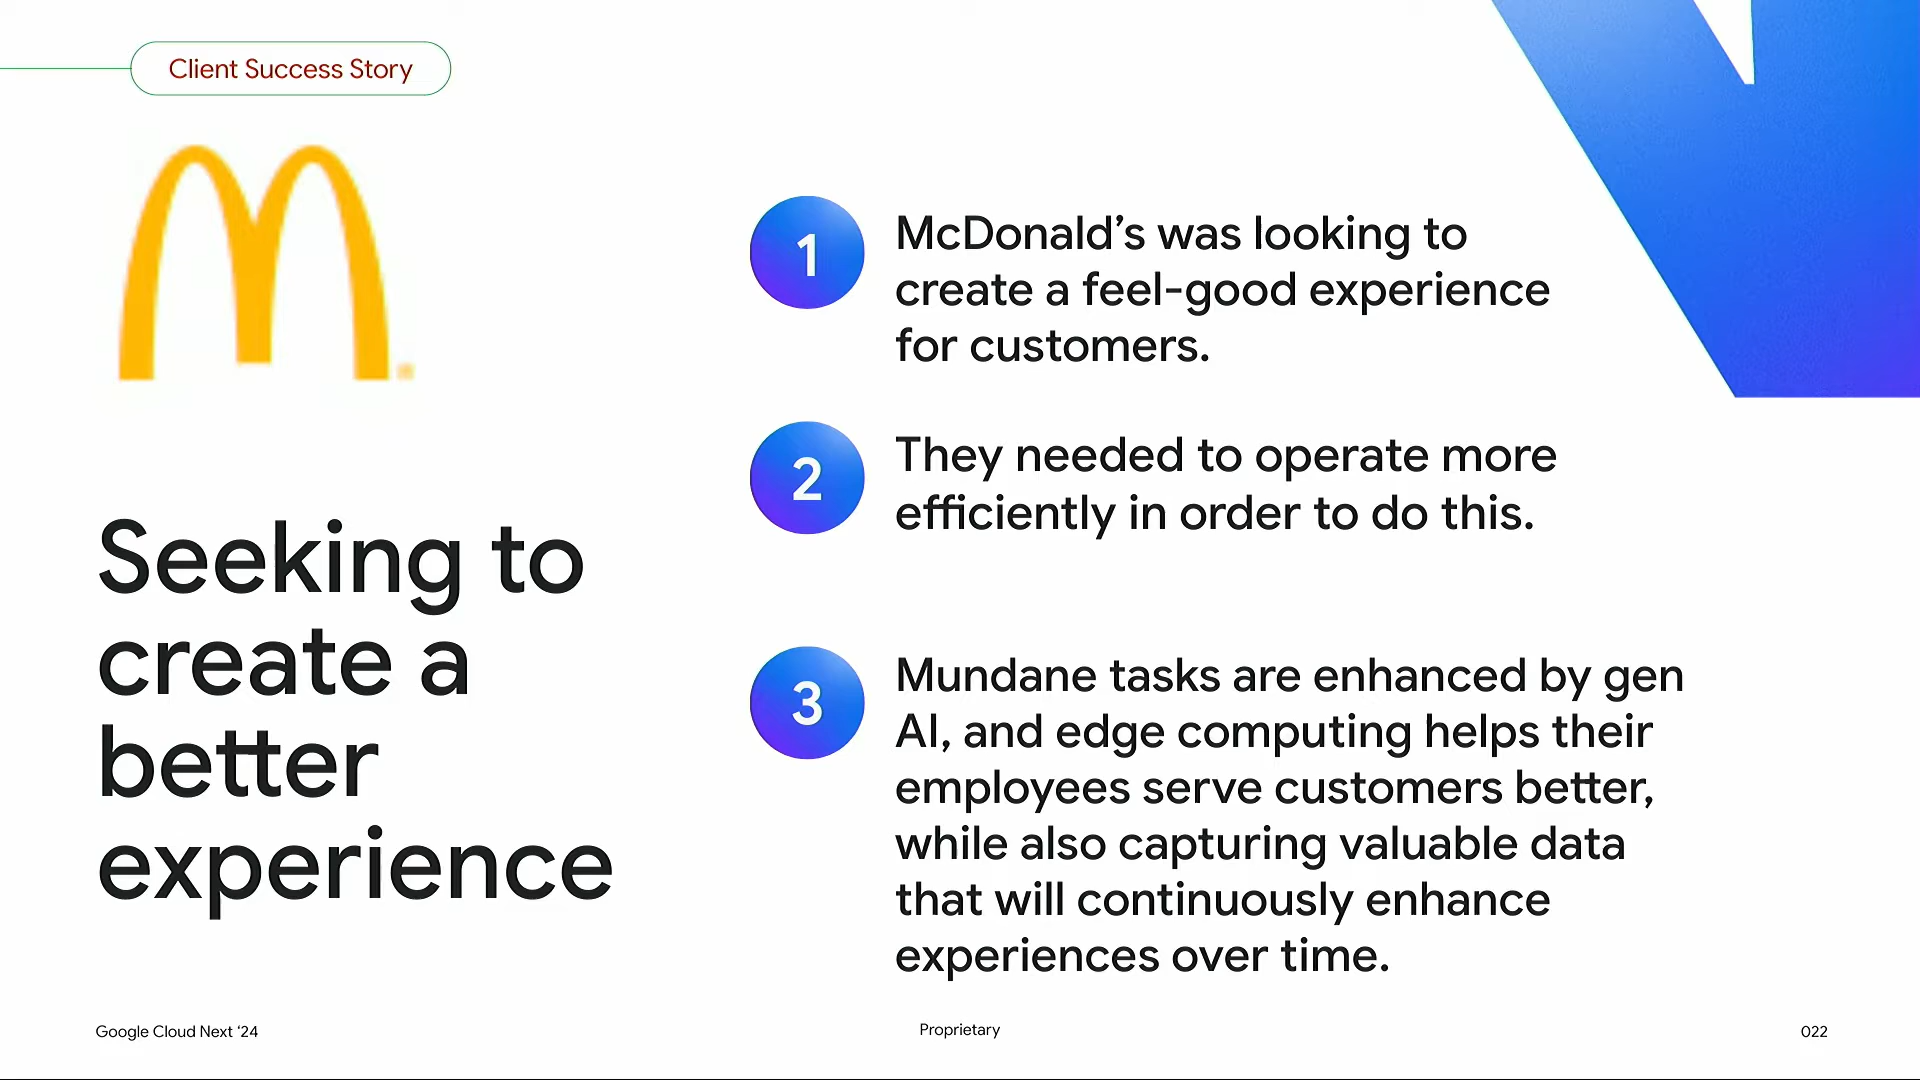 Client Success Story
Seeking to
create a
better
experience
1
McDonald’s was looking to
create a feel-good experience
for customers.
2
They needed to operate more
efficiently in order to do this.
3
Mundane tasks are enhanced by gen
AI, and edge computing helps their
employees serve customers better,
while also capturing valuable data
that will continuously enhance
experiences over time.
Google Cloud Next ‘24
Proprietary
022